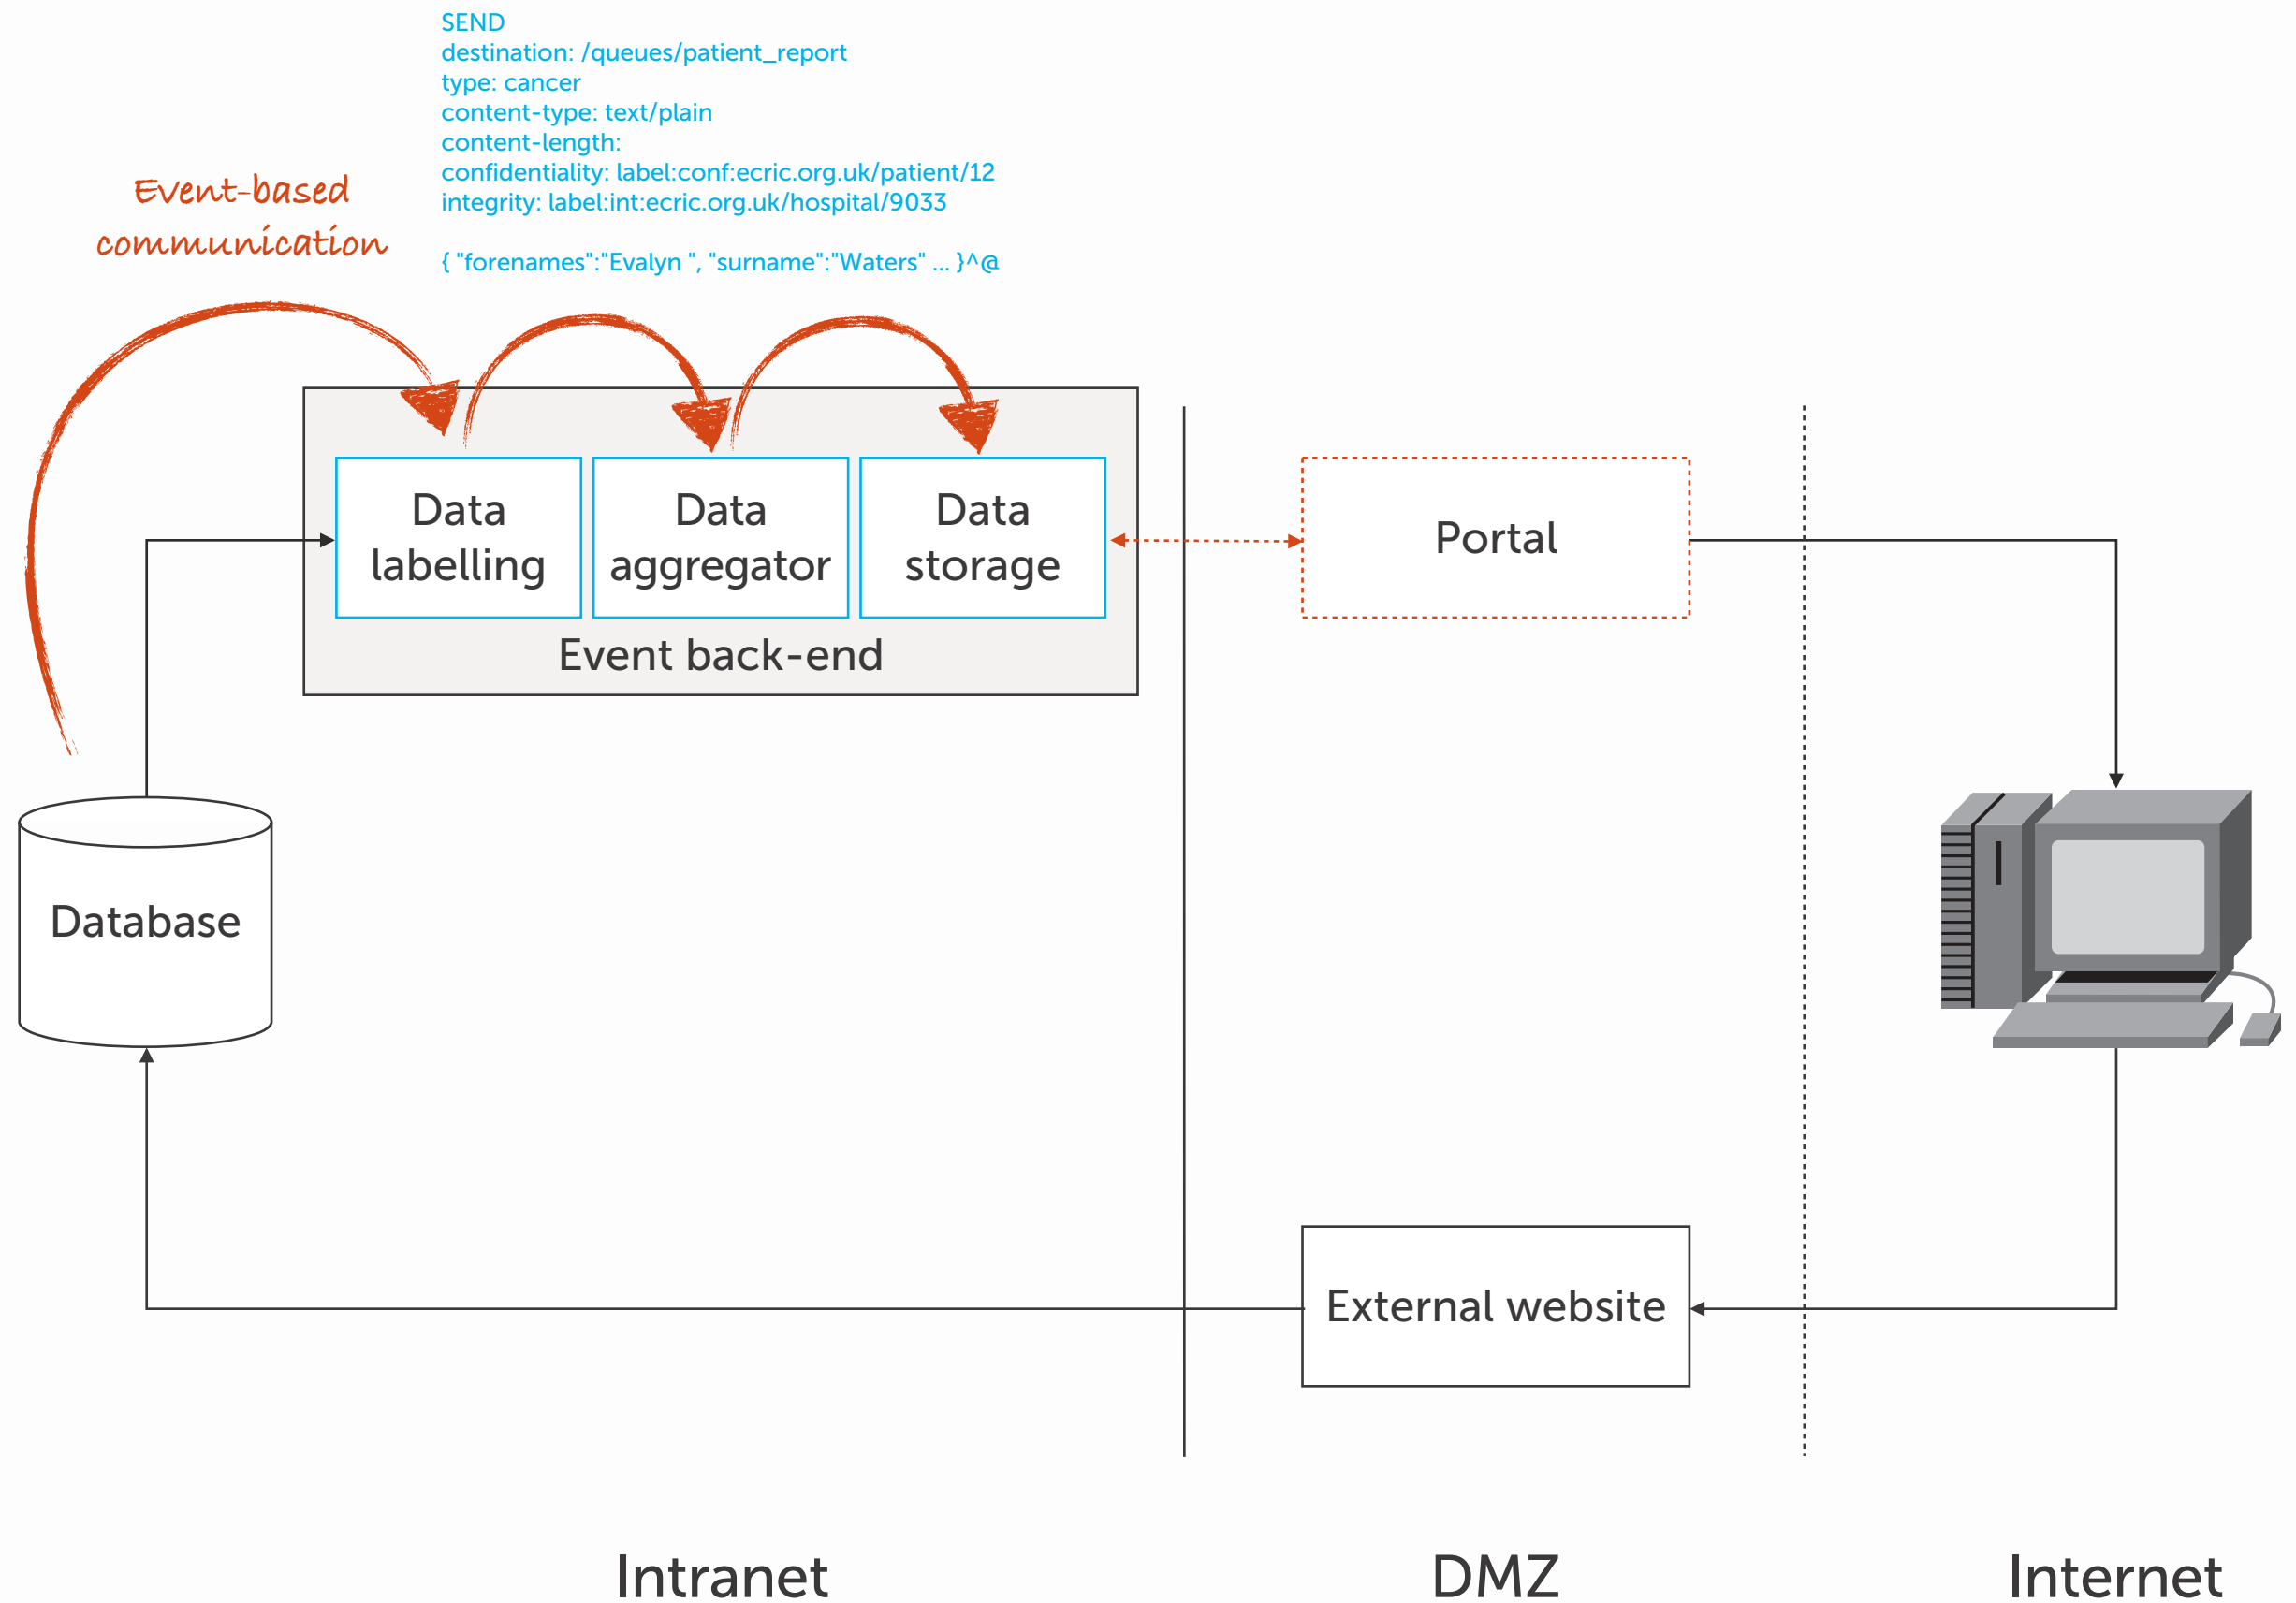 SEND
destination: /queues/patient_report
type: cancer
content-type: text/plain
content-length:
confidentiality: label:conf:ecric.org.uk/patient/12
integrity: label:int:ecric.org.uk/hospital/9033
{ "forenames":"Evalyn ", "surname":"Waters" ... }^@
Event-based
communication
Data
labelling
Data
aggregator
Data
storage
Event back-end
Portal
Database
External website
Intranet
DMZ
Internet